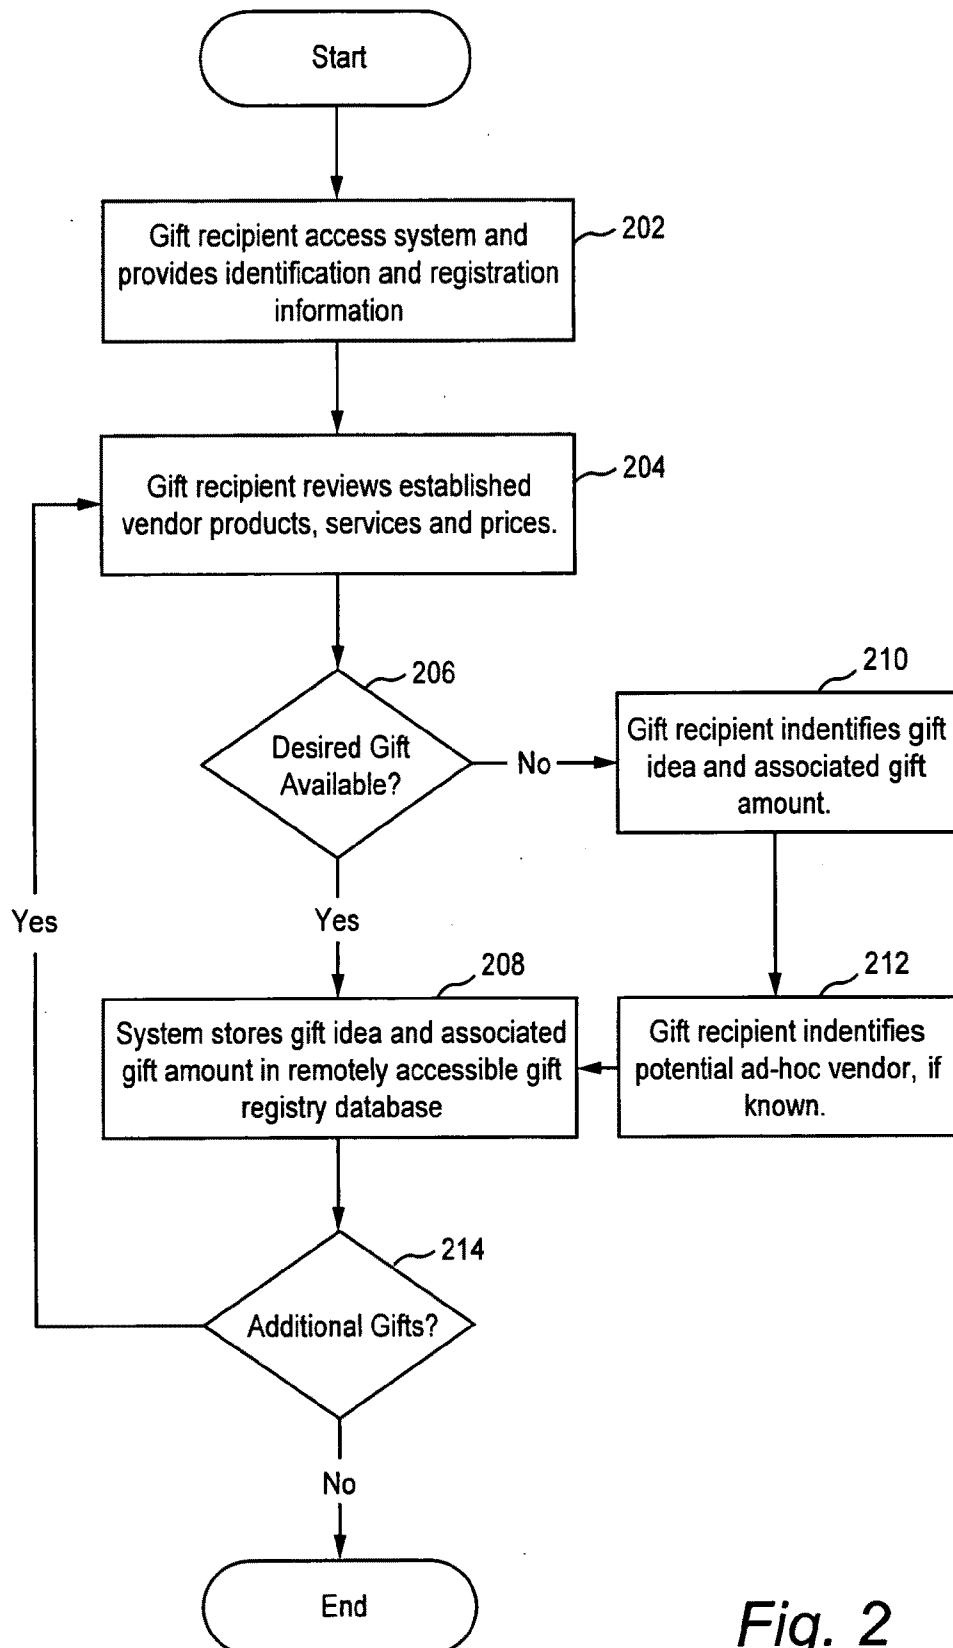 Start
Gift recipient access system and
provides identification and registration
information
202
Gift recipient reviews established
vendor products, services and prices.
204
206
Desired Gift
Available?
No
210
Gift recipient indentifies gift
idea and associated gift
amount.
Yes
Yes
208
System stores gift idea and associated
gift amount in remotely accessible gift
registry database
212
Gift recipient indentifies
potential ad-hoc vendor, if
known.
214
Additional Gifts?
No
End
Fig. 2